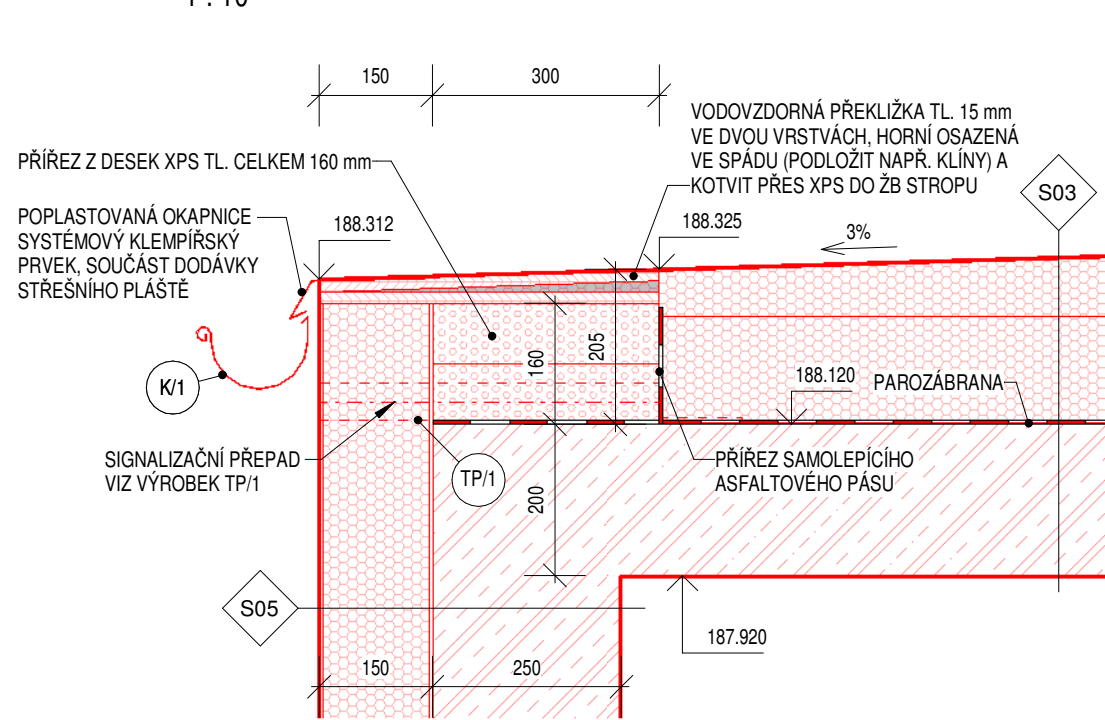 150
300
VODOVZDORNÁ PŘEKLIŽKA TL. 15 mm
VE DVOU VRSTVÁCH, HORNÍ OSAZENÁ
VE SPÁDU (PODLOŽIT NAPŘ. KLÍNY) A
KOTVIT PŘES XPS DO ŽB STROPU
PŘÍŘEZ Z DESEK XPS TL. CELKEM 160 mm
S03
POPLASTOVANÁ OKAPNICE
SYSTÉMOVÝ KLEMPÍŘSKÝ
PRVEK, SOUČÁST DODÁVKY
STŘEŠNÍHO PLÁŠTĚ
188.312
188.325
3%
160
205
K/1
188.120
PAROZÁBRANA
SIGNALIZAČNÍ PŘEPAD
VIZ VÝROBEK TP/1
TP/1
PŘÍŘEZ SAMOLEPÍCÍHO
ASFALTOVÉHO PÁSU
200
S05
187.920
150
250